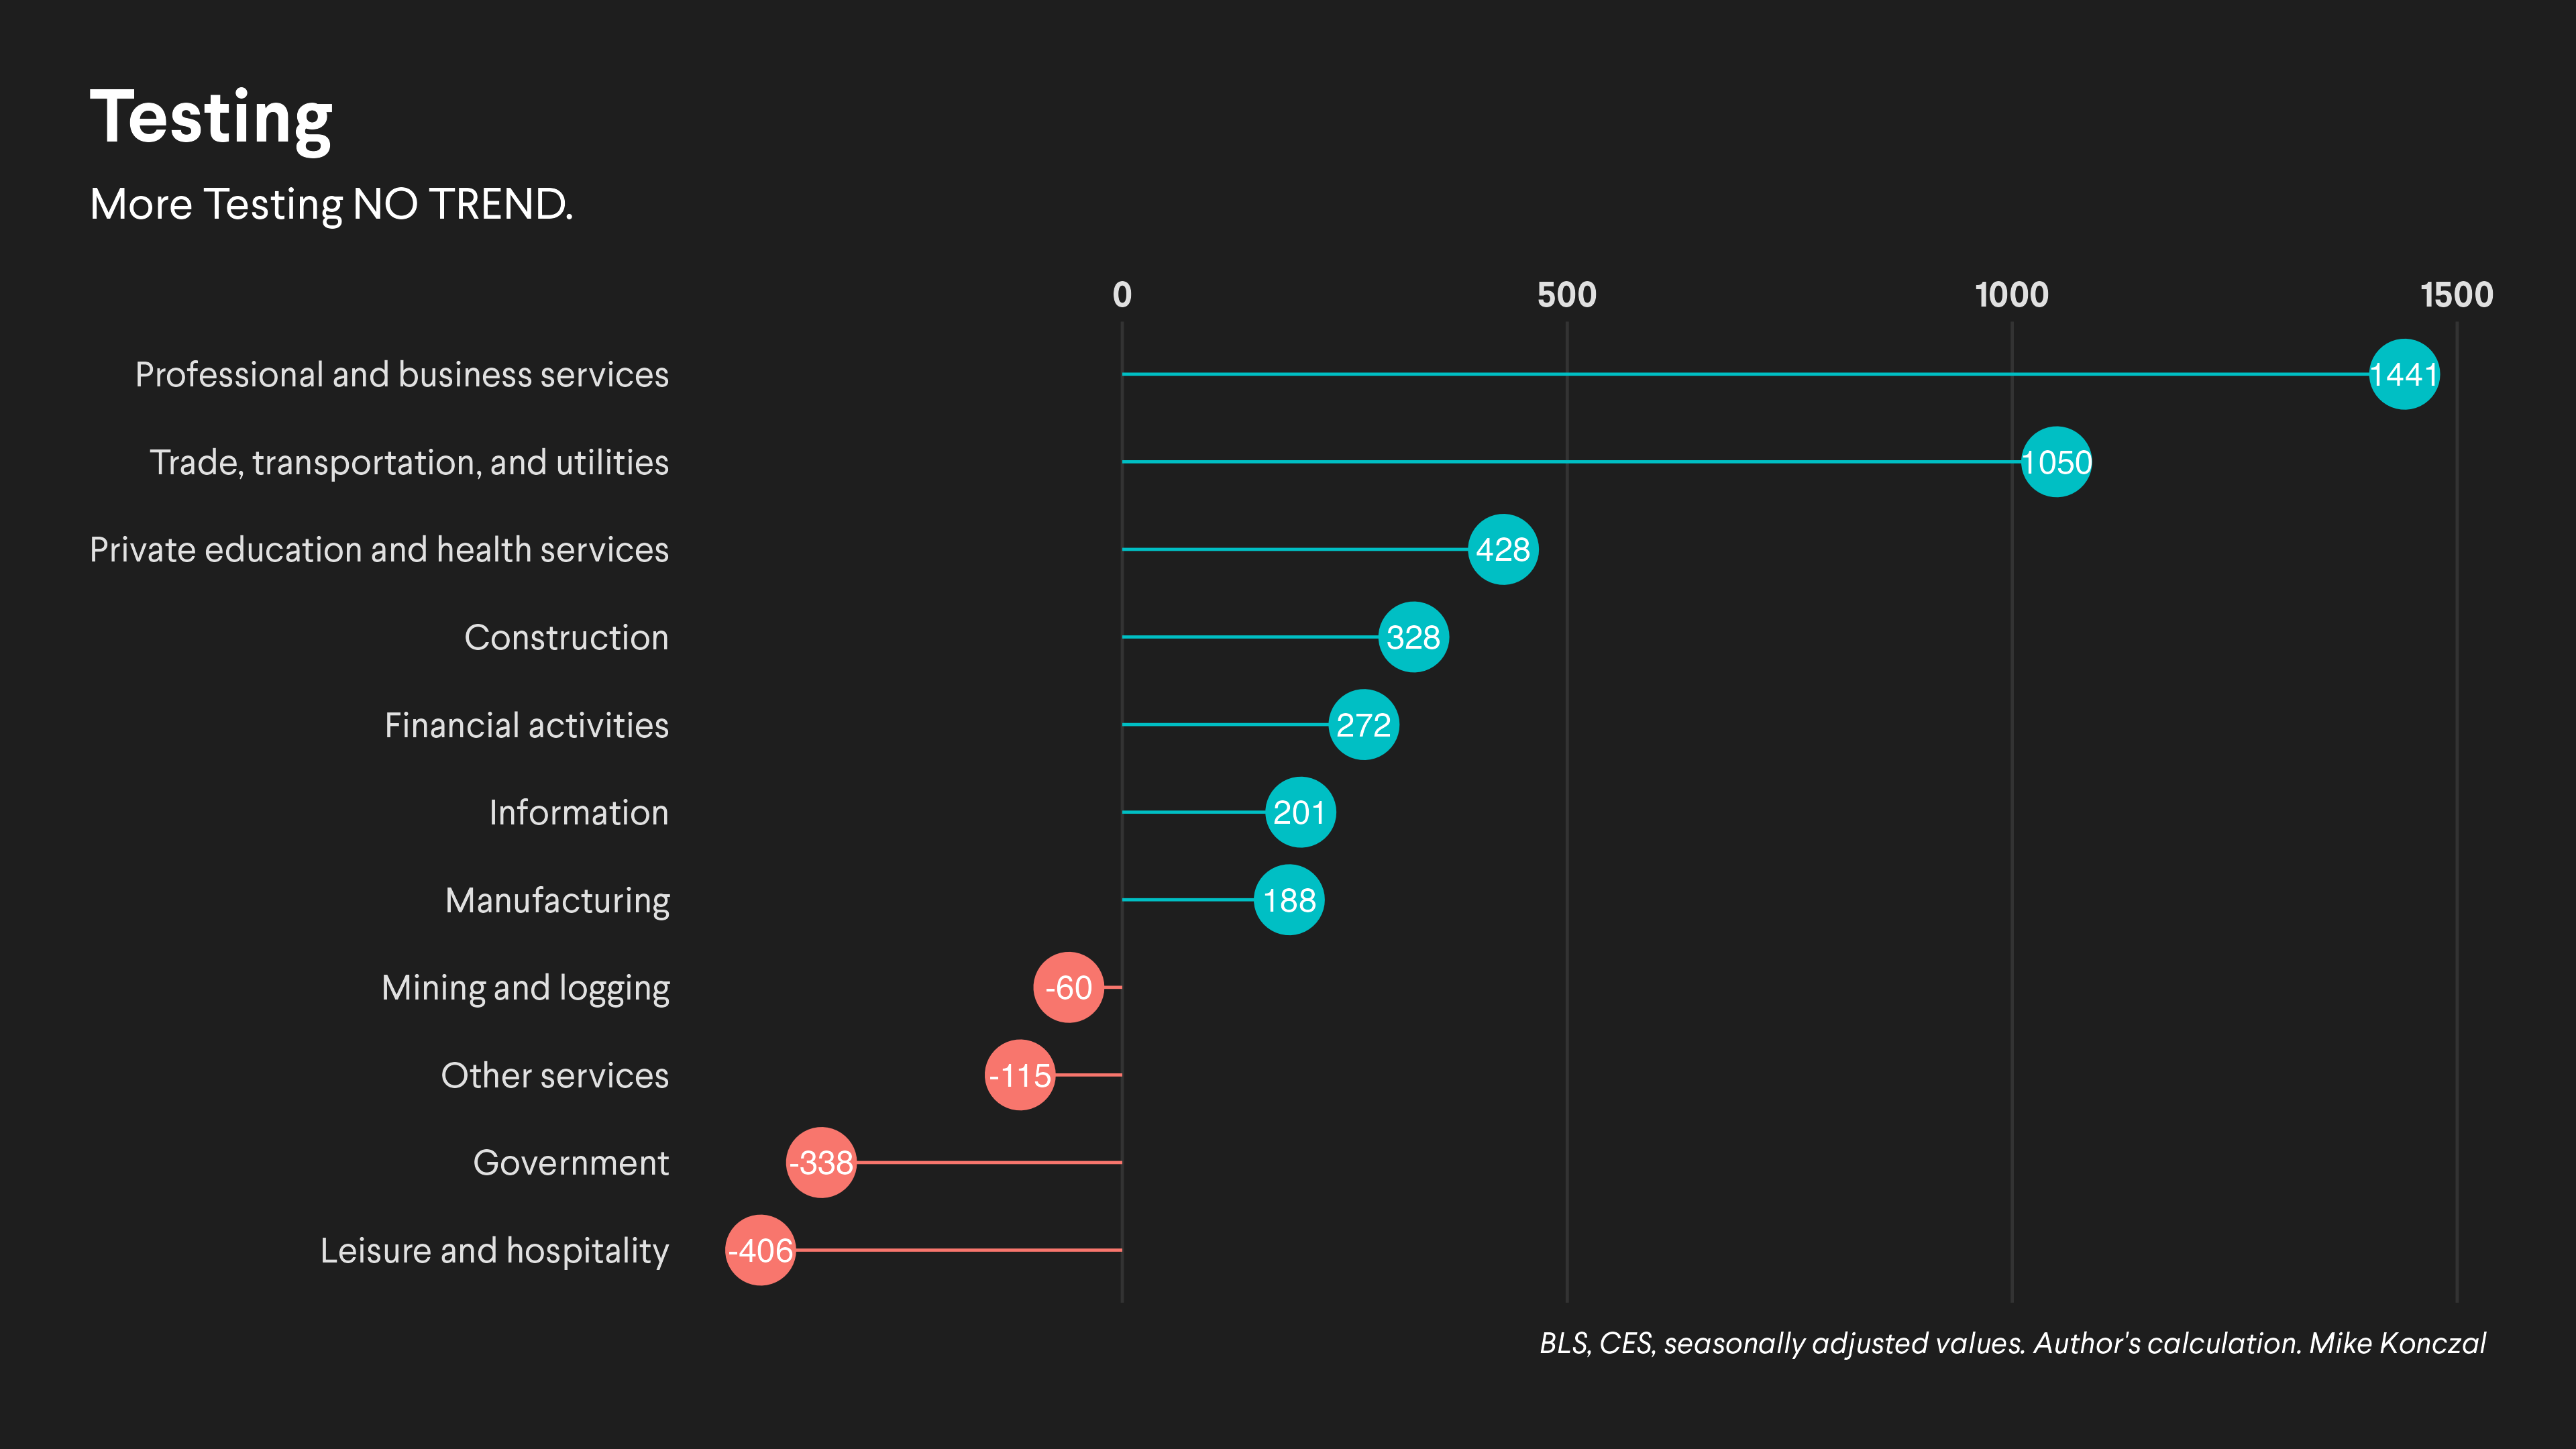 Testing
More Testing NO TREND.
0 500 1000 1500
Professional and business services 1441
Trade, transportation, and utilities 1050
Private education and health services 428
Construction 328
Financial activities 272
Information 201
Manufacturing 188
Mining and logging -60
Other services -115
Government -338
Leisure and hospitality -406
BLS, CES, seasonally adjusted values. Author's calculation. Mike Konczal